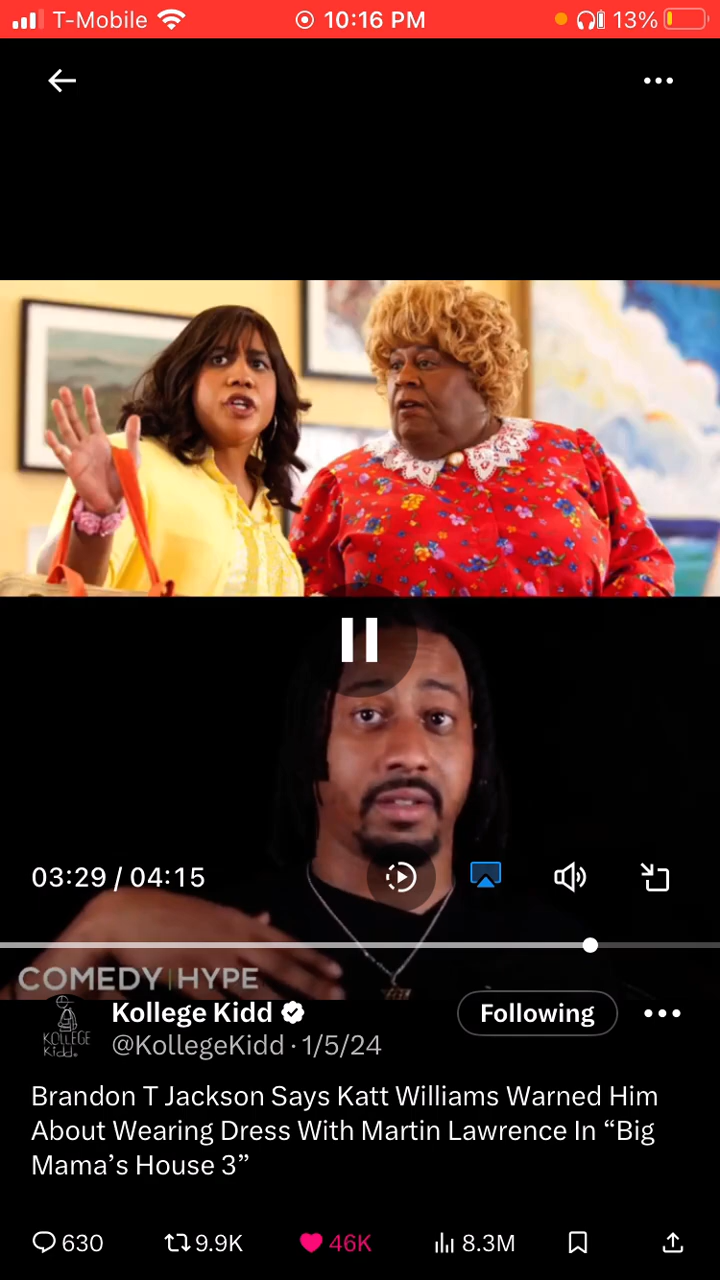 T-Mobile 10:16 PM 13%
03:29 / 04:15
COMEDY | HYPE
KOLLEGE
Kidd.
Kollege Kidd
Following
@KollegeKidd · 1/5/24
Brandon T Jackson Says Katt Williams Warned Him
About Wearing Dress With Martin Lawrence In “Big
Mama’s House 3”
630 9.9K 46K 8.3M